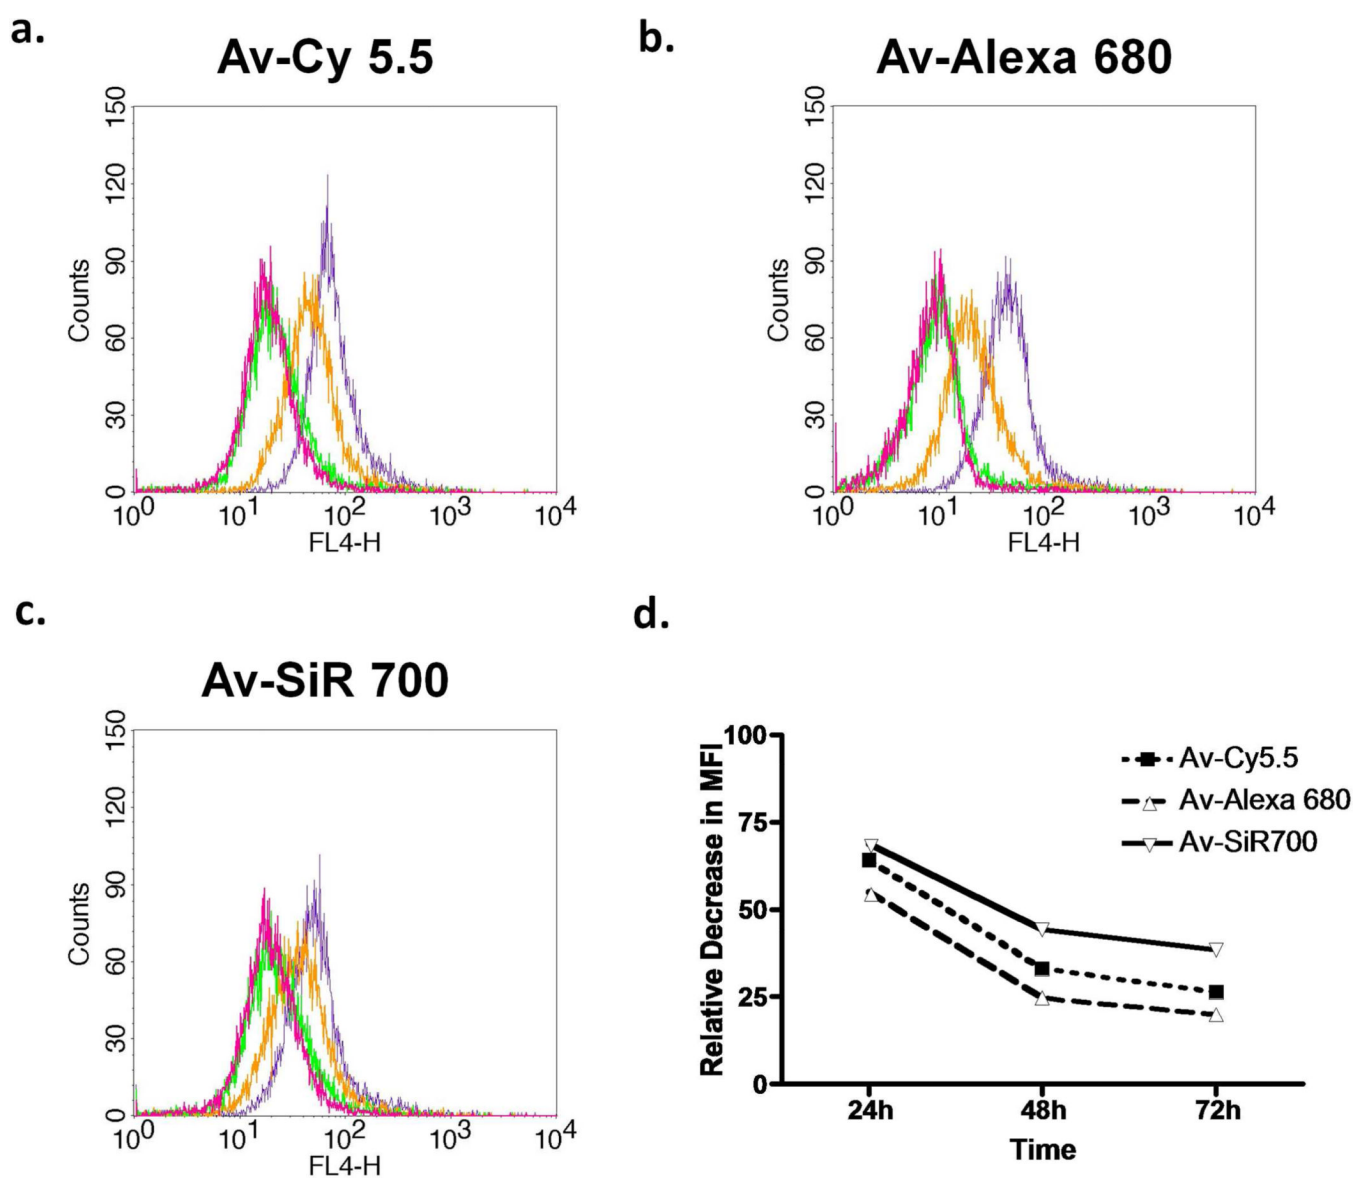 a.
Av-Cy 5.5
150
120
90
60
30
0
Counts
10^0 10^1 10^2 10^3 10^4
FL4-H
b.
Av-Alexa 680
150
120
90
60
30
0
Counts
10^0 10^1 10^2 10^3 10^4
FL4-H
c.
Av-SiR 700
150
120
90
60
30
0
Counts
10^0 10^1 10^2 10^3 10^4
FL4-H
d.
Relative Decrease in MFI
100
75
50
25
0
Av-Cy5.5
Av-Alexa 680
Av-SiR700
24h 48h 72h
Time